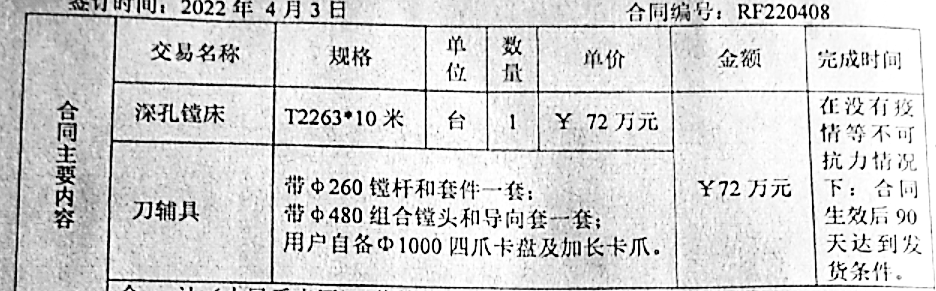 签订时间：2022 年 4 月 3 日 合同编号：RF220408
合同主要内容
交易名称 规格 单位 数量 单价 金额 完成时间
深孔镗床 T2263*10 米 台 1 ￥ 72 万元
刀辅具
带φ260 镗杆和套件一套；
带φ480 组合镗头和导向套一套；
用户自备Φ1000 四爪卡盘及加长卡爪。
￥72 万元
在没有疫
情等不可
抗力情况
下：合同
生效后 90
天达到发
货条件。